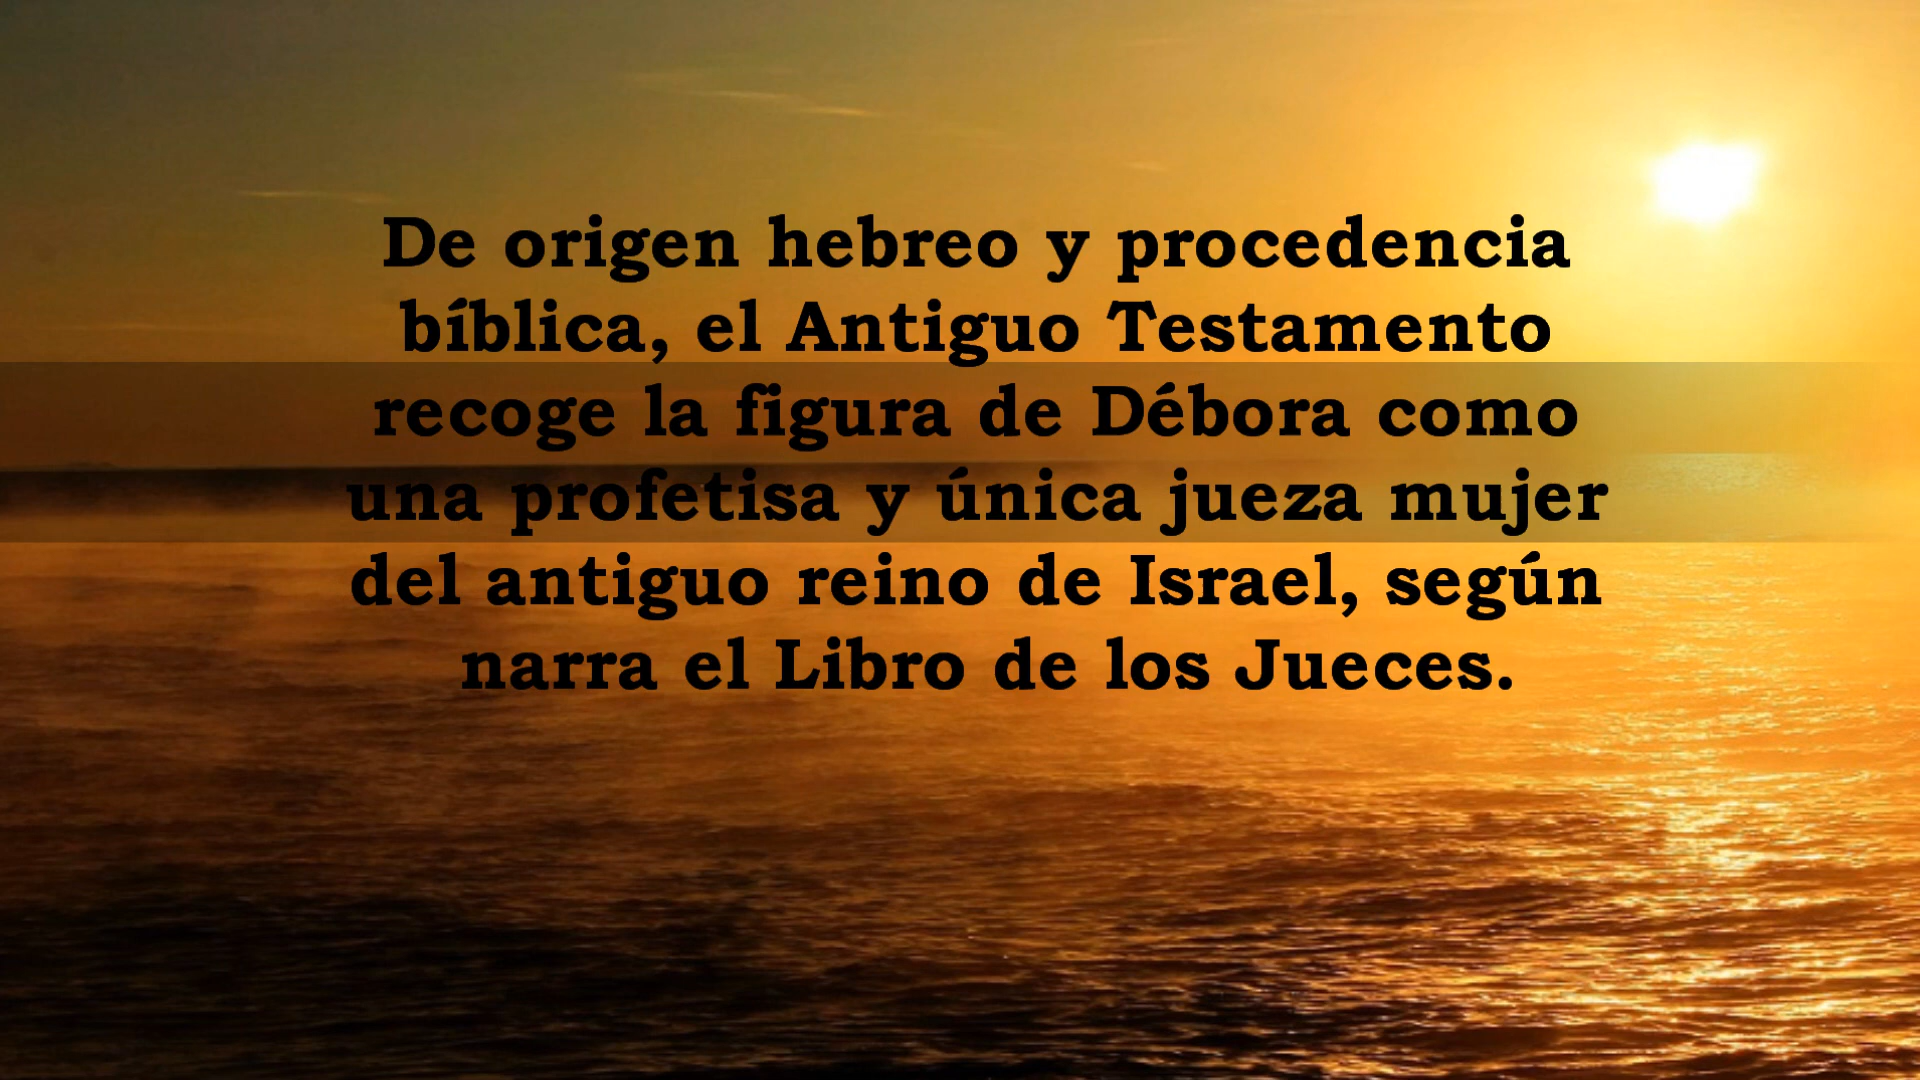 De origen hebreo y procedencia
bíblica, el Antiguo Testamento
recoge la figura de Débora como
una profetisa y única jueza mujer
del antiguo reino de Israel, según
narra el Libro de los Jueces.